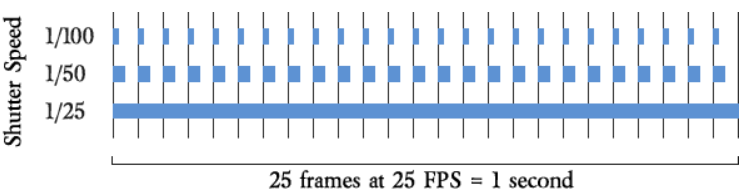 Shutter Speed
1/100
1/50
1/25
25 frames at 25 FPS = 1 second